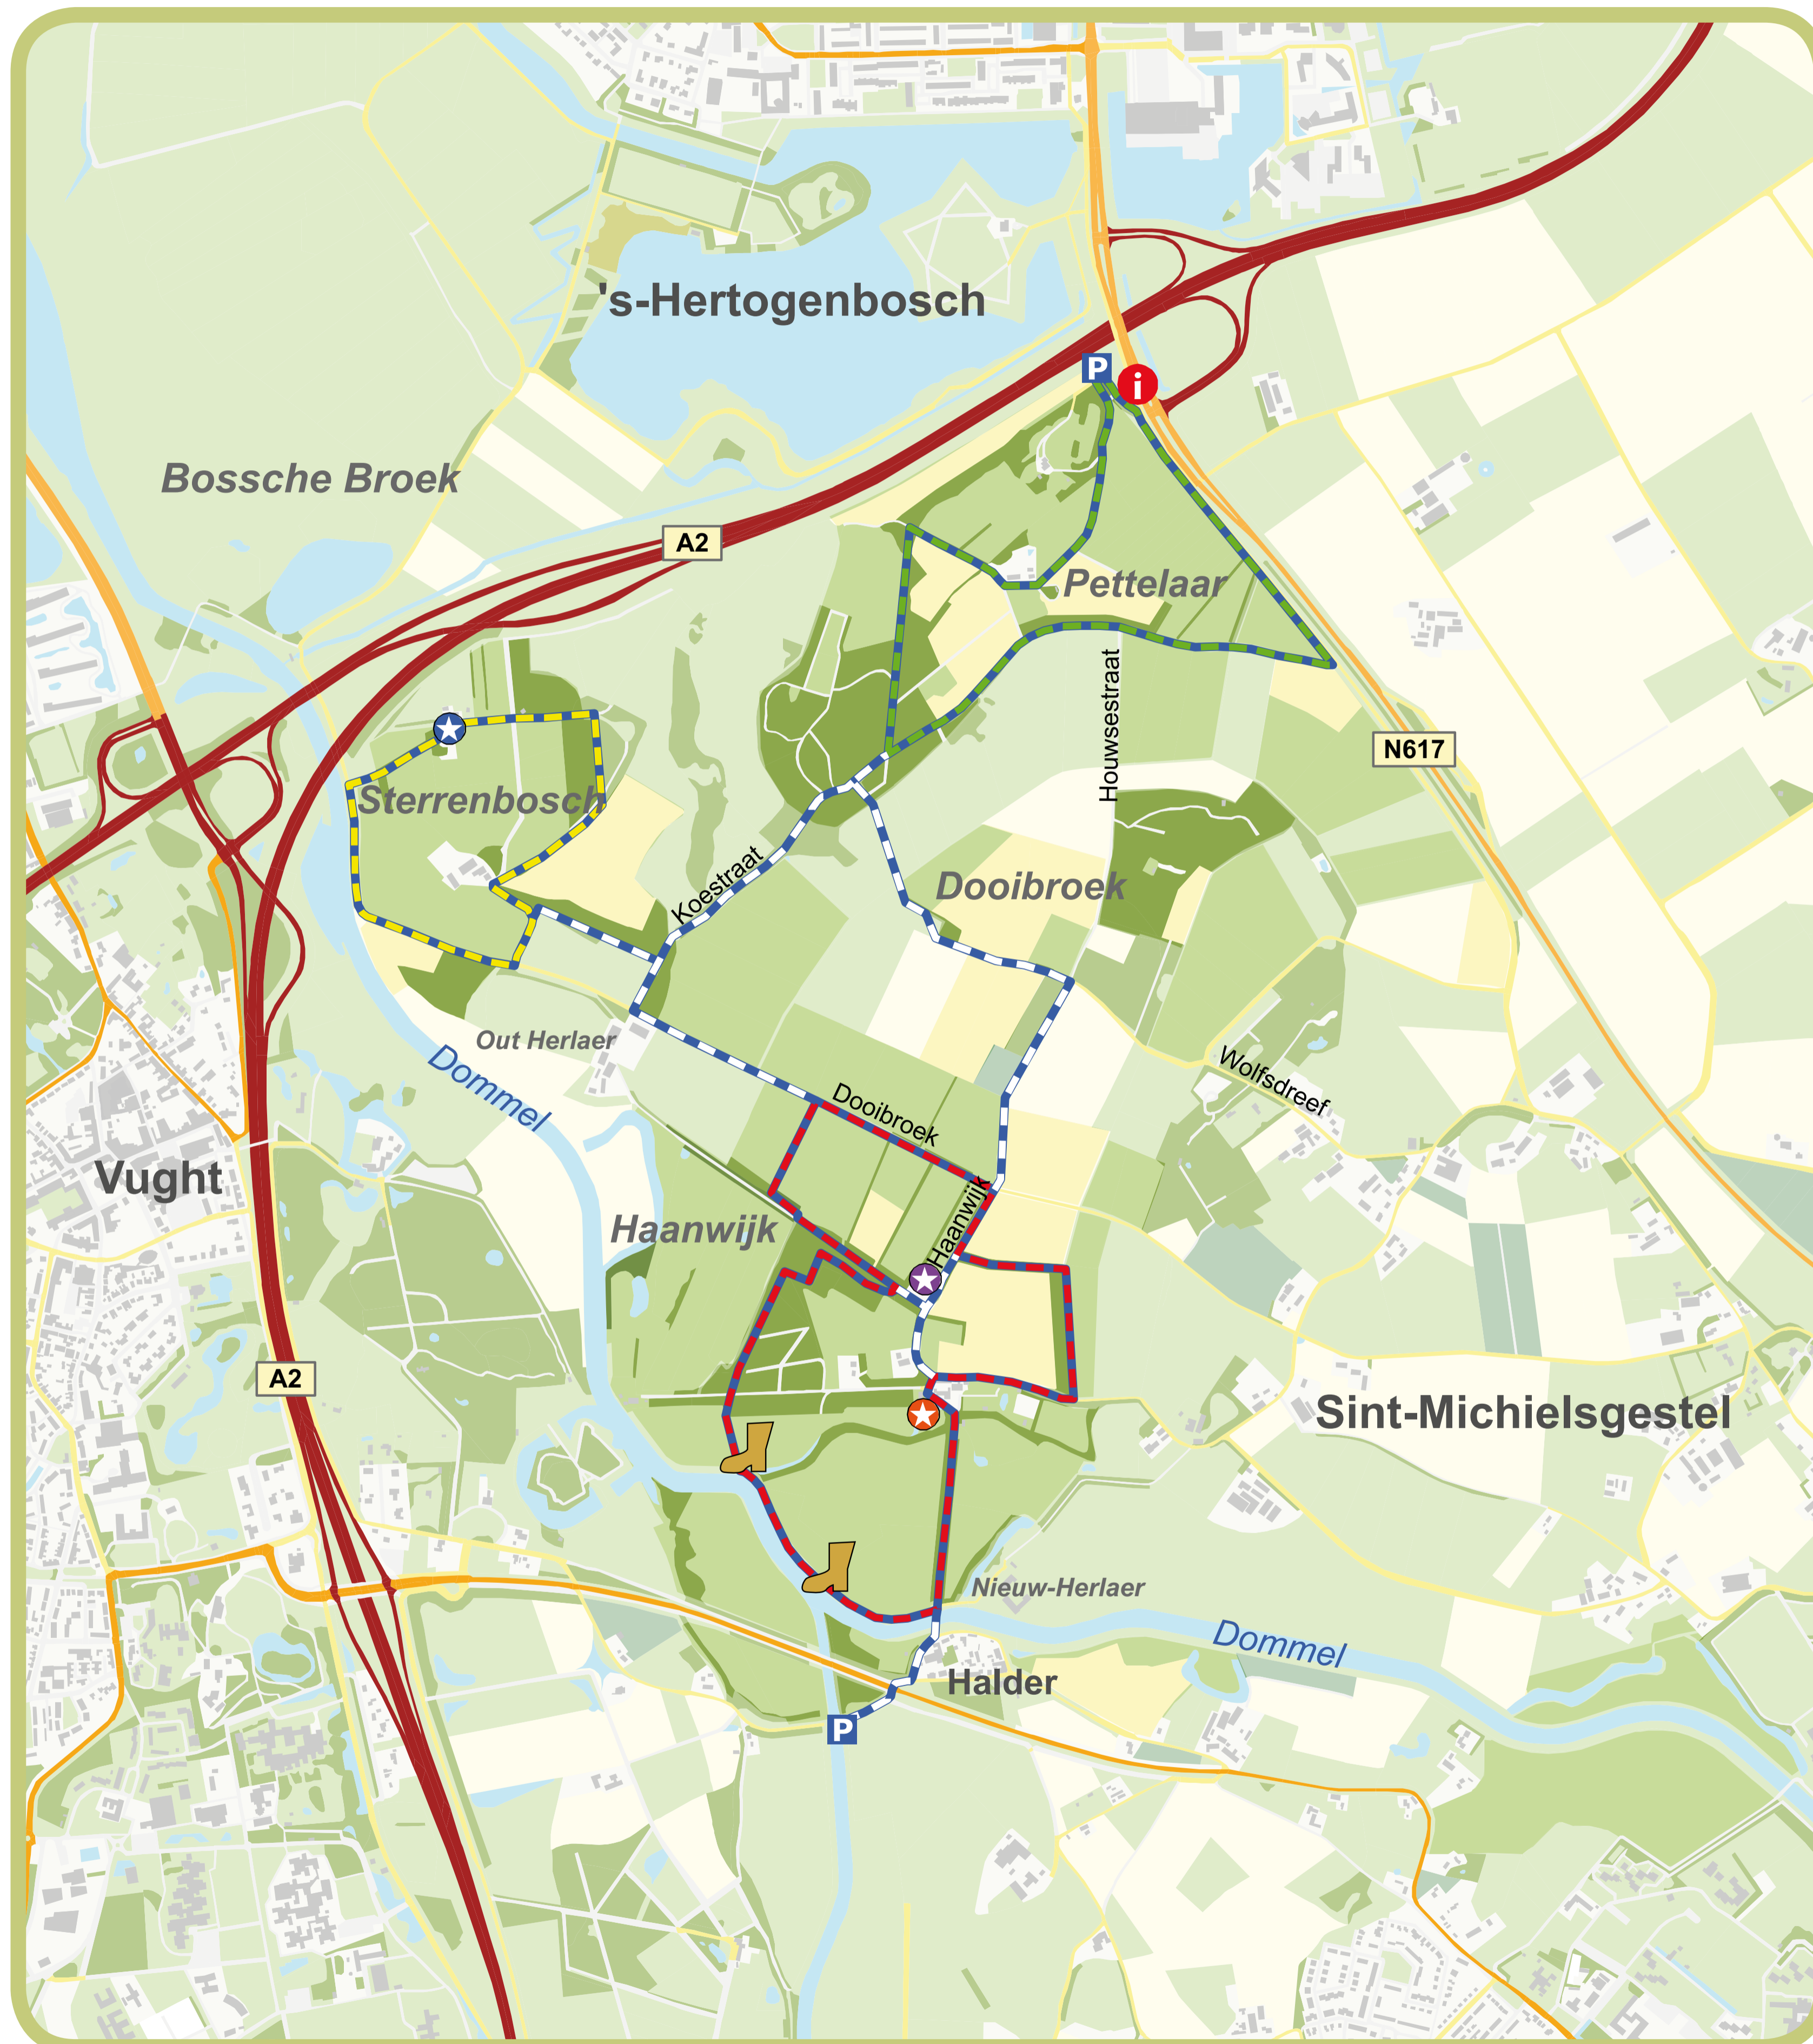 's-Hertogenbosch
P
i
Bossche Broek
A2
Pettelaar
Houwsestraat
N617
Sterrenbosch
Koestraat
Dooibroek
Out Herlaer
Dommel
Wolfsdreef
Dooibroek
Vught
Haanwijk
Haanwijk
A2
Sint-Michielsgestel
Nieuw-Herlaer
Dommel
Halder
P